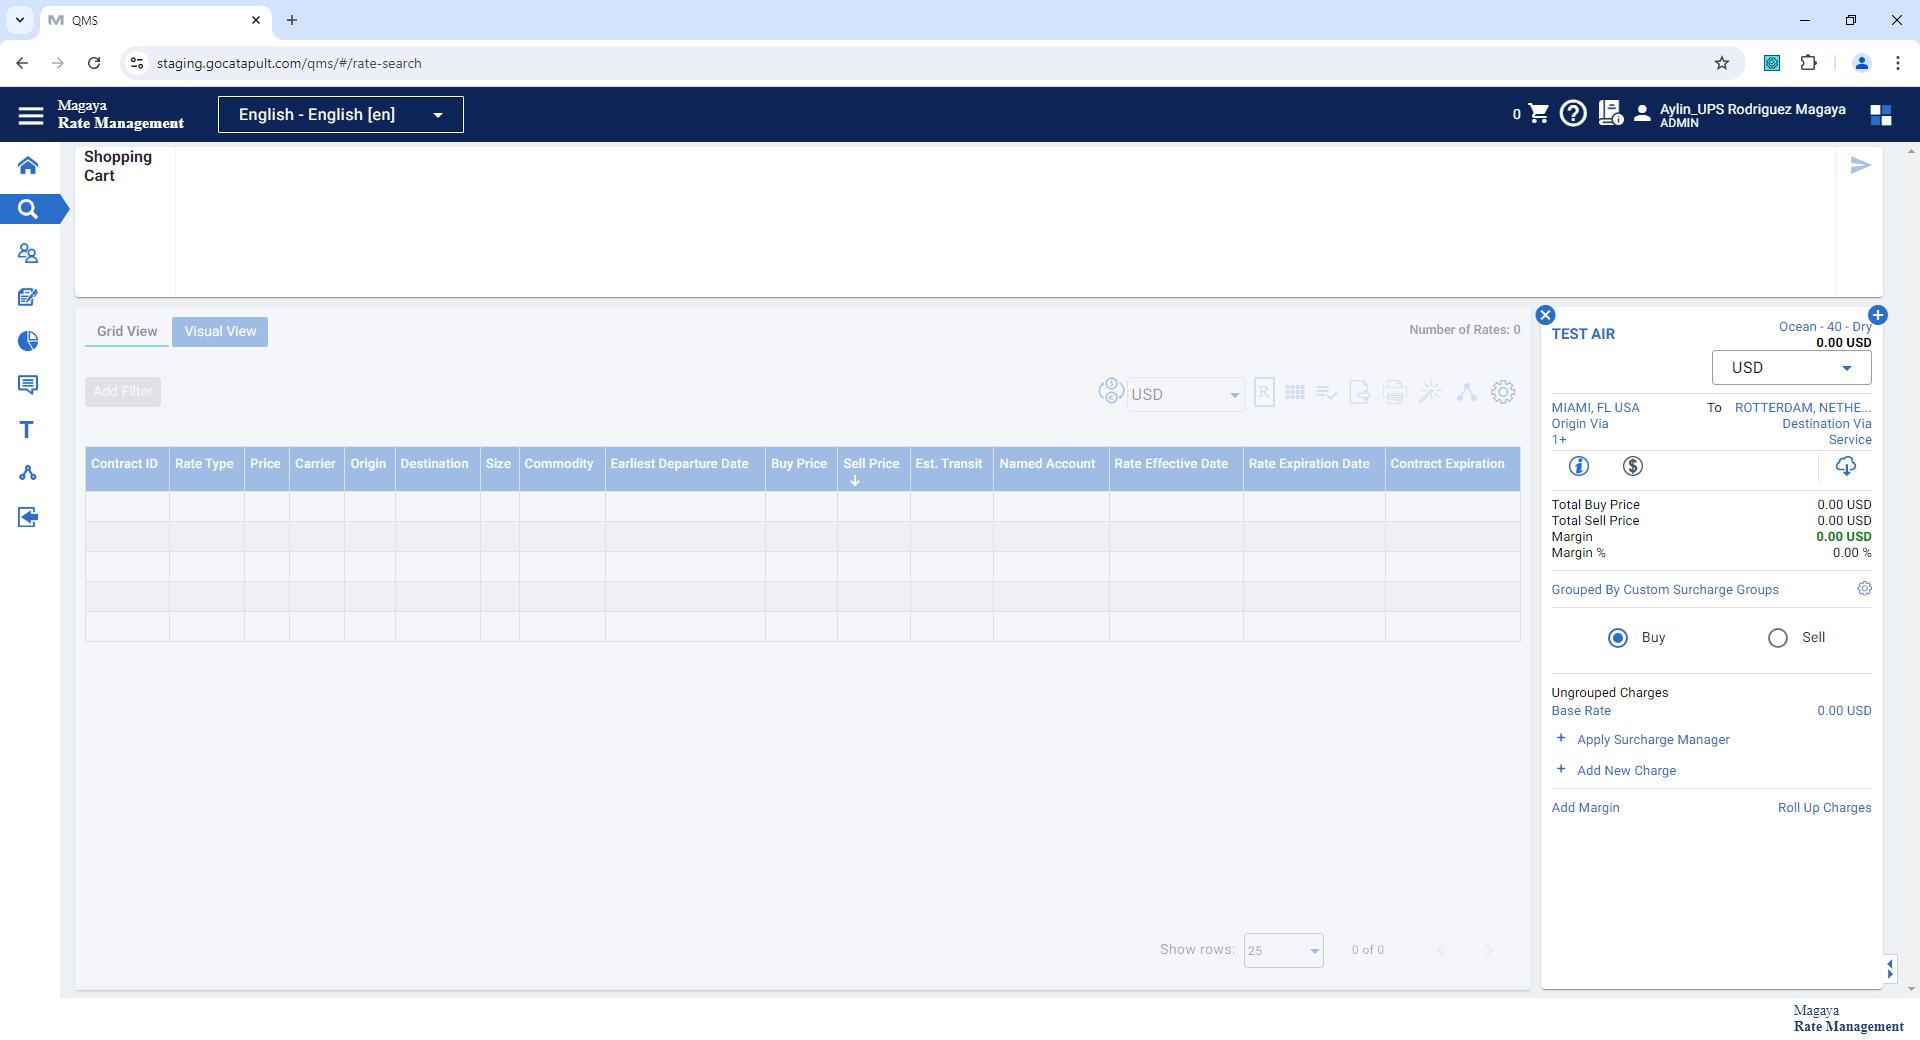 QMS
staging.gocatapult.com/qms/#/rate-search
Magaya
Rate Management
English - English [en]
0
Aylin_UPS Rodriguez Magaya
ADMIN
Shopping
Cart
Grid View
Visual View
Number of Rates: 0
Add Filter
USD
R
Contract ID Rate Type Price Carrier Origin Destination Size Commodity Earliest Departure Date Buy Price Sell Price Est. Transit Named Account Rate Effective Date Rate Expiration Date Contract Expiration
Show rows: 25 0 of 0
TEST AIR
Ocean - 40 - Dry
0.00 USD
USD
MIAMI, FL USA To ROTTERDAM, NETHE...
Origin Via Destination Via
1+ Service
Total Buy Price 0.00 USD
Total Sell Price 0.00 USD
Margin 0.00 USD
Margin % 0.00 %
Grouped By Custom Surcharge Groups
Buy Sell
Ungrouped Charges
Base Rate 0.00 USD
+ Apply Surcharge Manager
+ Add New Charge
Add Margin Roll Up Charges
Magaya
Rate Management